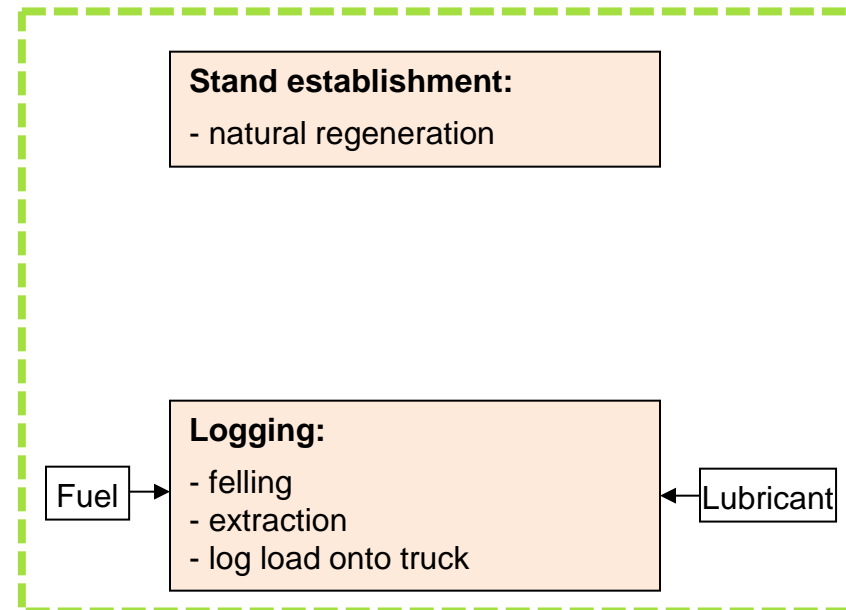 Stand establishment:
- natural regeneration
Logging:
- felling
- extraction
- log load onto truck
Fuel
Lubricant